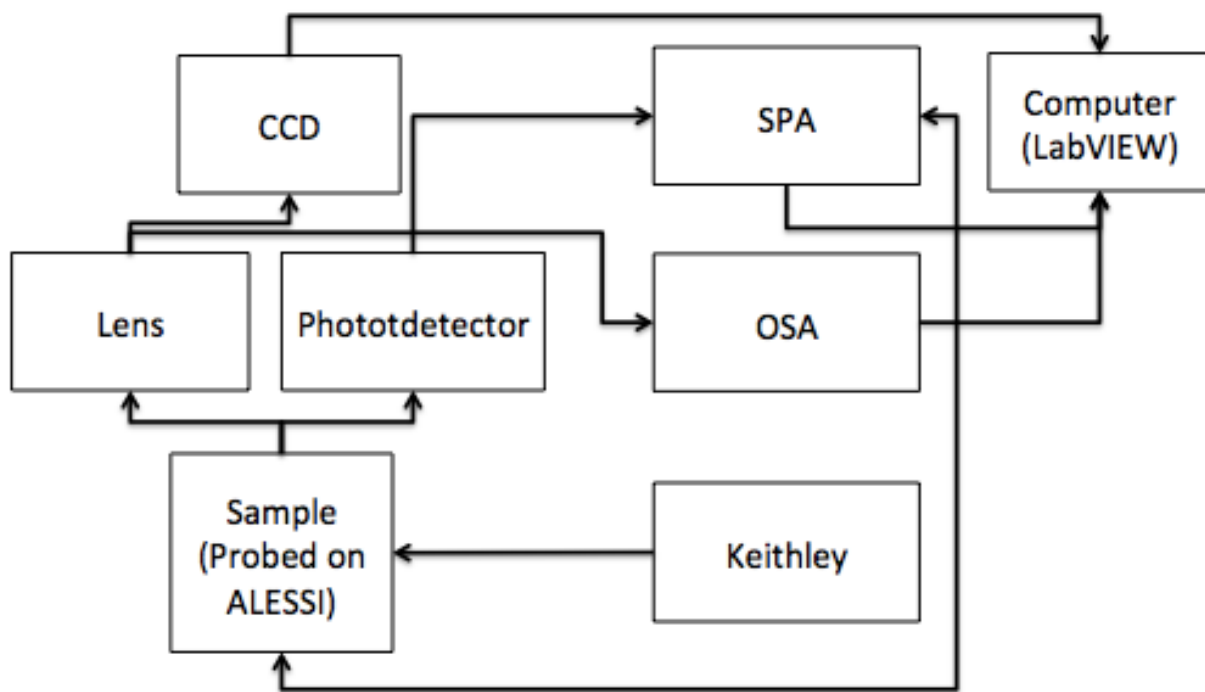 CCD
SPA
Computer
(LabVIEW)
Lens
Phototdetector
OSA
Sample
(Probed on
ALESSI)
Keithley